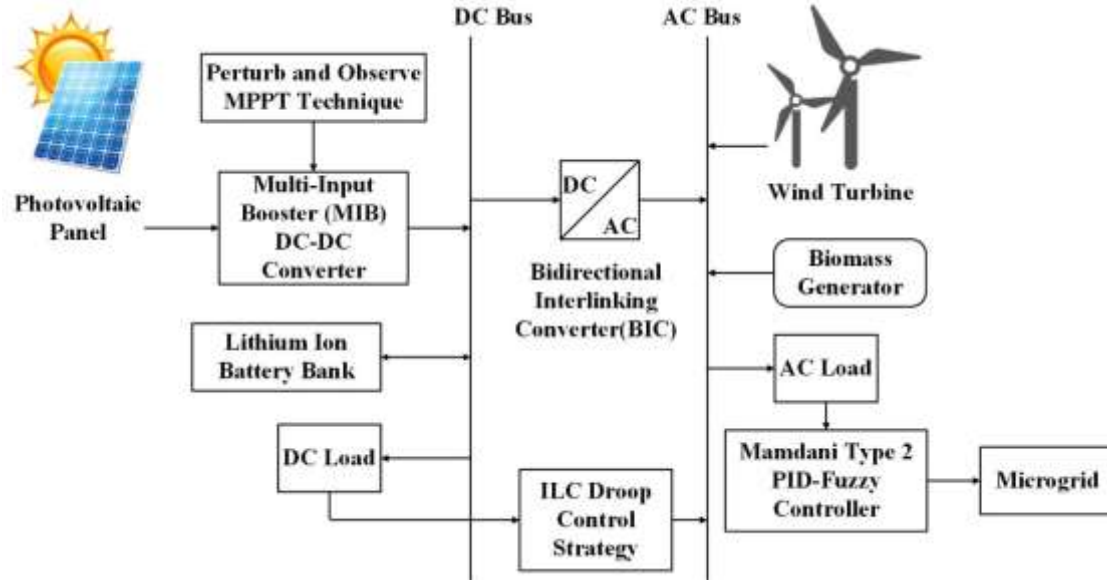 DC Bus
AC Bus
Perturb and Observe
MPPT Technique
Photovoltaic
Panel
Multi-Input
Booster (MIB)
DC-DC
Converter
DC
AC
Bidirectional
Interlinking
Converter(BIC)
Wind Turbine
Biomass
Generator
Lithium Ion
Battery Bank
AC Load
DC Load
ILC Droop
Control
Strategy
Mamdani Type 2
PID-Fuzzy
Controller
Microgrid